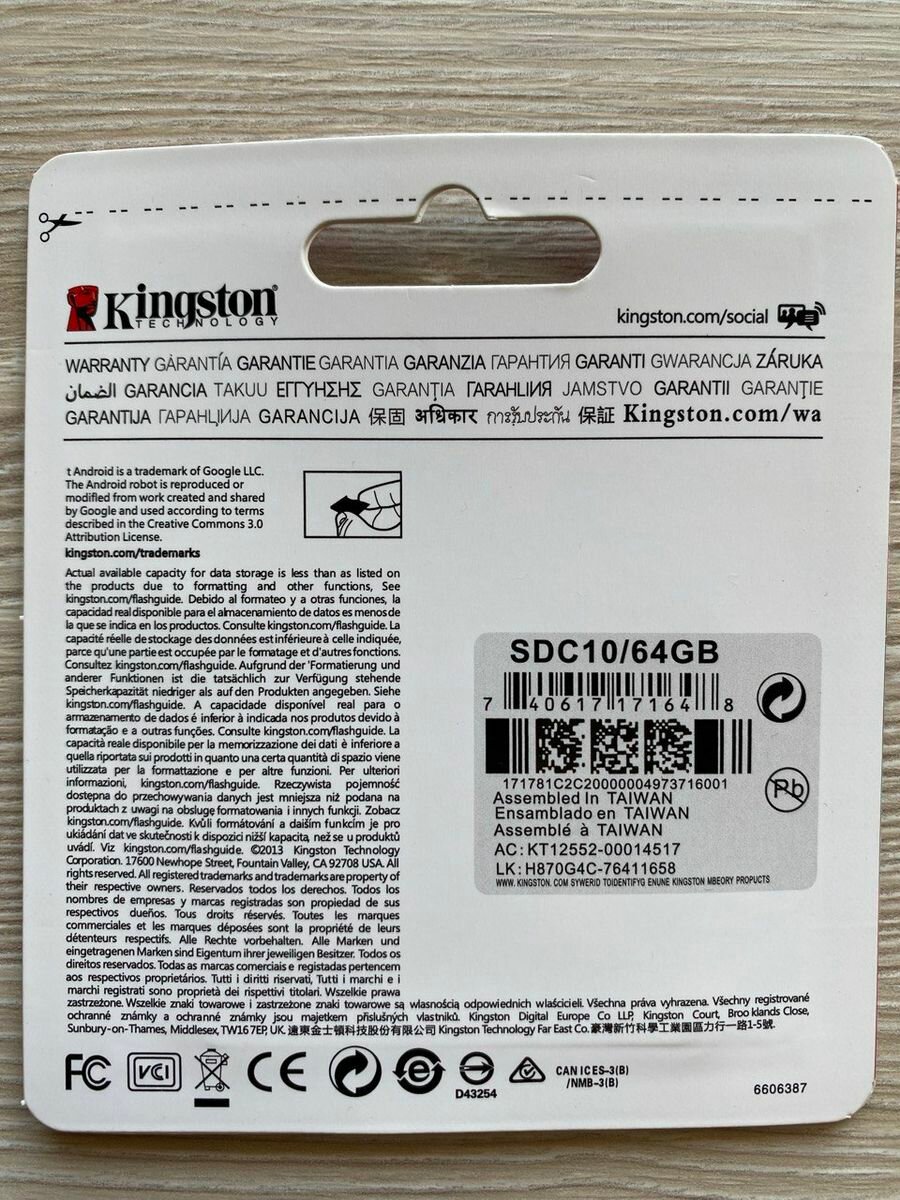 Kingston
TECHNOLOGY
kingston.com/social
WARRANTY GARANTÍA GARANTIE GARANTIA GARANZIA ГАРАНТИЯ GARANTI GWARANCJA ZÁRUKA
الضمان GARANCIA TAKUU ΕΓΓΥΗΣΗΣ GARANȚIA ГАRАНLІИЯ JAMSTVO GARANTII GARANȚIE
GARANTIJA ГАРАНЦИЈА GARANCIJA 保固 अधिकार การรับประกัน 保証 Kingston.com/wa
t Android is a trademark of Google LLC.
The Android robot is reproduced or
modified from work created and shared
by Google and used according to terms
described in the Creative Commons 3.0
Attribution License.
kingston.com/trademarks
Actual available capacity for data storage is less than as listed on
the products due to formatting and other functions, See
kingston.com/flashguide. Debido al formateo y a otras funciones, la
capacidad real disponible para el almacenamiento de datos es menos de
la que se indica en los productos. Consulte kingston.com/flashguide. La
capacité réelle de stockage des données est inférieure à celle indiquée,
parce qu'une partie est occupée par le formatage et d'autres fonctions.
Consultez kingston.com/flashguide. Aufgrund der 'Formatierung und
anderer Funktionen ist die tatsächlich zur Verfügung stehende
Speicherkapazität niedriger als auf den Produkten angegeben. Siehe
kingston.com/flashguide. A capacidade disponível real para o
armazenamento de dados é inferior à indicada nos produtos devido à
formatação e a outras funções. Consulte kingston.com/flashguide. La
capacità reale disponibile per la memorizzazione dei dati è inferiore a
quella riportata sui prodotti in quanto una certa quantità di spazio viene
utilizzata per la formattazione e per altre funzioni. Per ulteriori
informazioni, kingston.com/flashguide. Rzeczywista pojemność
dostępna do przechowywania danych jest mniejsza niż podana na
produktach z uwagi na obsługę formatowania i innych funkcji. Zobacz
kingston.com/flashguide. Kvůli formátování a daiším funkcím je pro
ukiádání dat ve skutečnosti k dispozici nižší kapacita, než se u produktů
uvádí. Viz kingston.com/flashguide. ©2013 Kingston Technology
Corporation. 17600 Newhope Street, Fountain Valley, CA 92708 USA. All
rights reserved. All registered trademarks and trademarks are property of
their respective owners. Reservados todos los derechos. Todos los
nombres de empresas y marcas registradas son propiedad de sus
respectivos dueños. Tous droits réservés. Toutes les marques
commerciales et les marques déposées sont la propriété de leurs
détenteurs respectifs. Alle Rechte vorbehalten. Alle Marken und
eingetragenen Marken sind Eigentum ihrer jeweiligen Besitzer. Todos os
direitos reservados. Todas as marcas comerciais e registadas pertencem
aos respectivos proprietários. Tutti i diritti riservati, Tutti i marchi e i
marchi registrati sono proprietà dei rispettivi titolari. Wszelkie prawa
zastrzeżone. Wszelkie znaki towarowe i zastrzeżone znaki towarowe są własnością odpowiednich właścicieli. Všechna práva vyhrazena. Všechny registrované
ochranné známky a ochranné známky jsou majetkem příslušných vlastníků. Kingston Digital Europe Co LLP, Kingston Court, Broo klands Close,
Sunbury-on-Thames, Middlesex, TW16 7EP, UK. 遠東金士頓科技股份有限公司 Kingston Technology Far East Co. 臺灣新竹科學工業園區力行一路1-5號.
SDC10/64GB
7 40617 17164 8
171781C2C20000004973716001
Assembled In TAIWAN
Ensamblado en TAIWAN
Assemblé à TAIWAN
AC: KT12552-00014517
LK: H870G4C-76411658
WWW. KINGSTON. COM SYWERID TOIDENTIFYG ENUNE KINGSTON MBEORY PROPUCTS
Pb
FC
VCI
CE
e
D43254
CAN ICES-3(B)
/NMB-3(B)
6606387